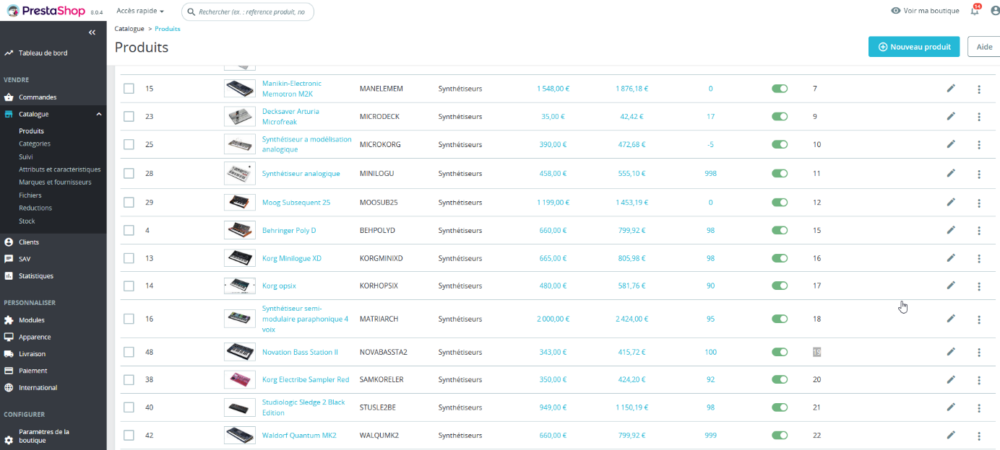 PrestaShop 8.0.4 Accès rapide Rechercher (ex. : référence produit, no Voir ma boutique 14
Catalogue > Produits
Produits Nouveau produit Aide
Tableau de bord
VENDRE
Commandes
Catalogue
Produits
Catégories
Suivi
Attributs et caractéristiques
Marques et fournisseurs
Fichiers
Réductions
Stock
Clients
SAV
Statistiques
PERSONNALISER
Modules
Apparence
Livraison
Paiement
International
CONFIGURER
Paramètres de la
boutique
15 Manikin-Electronic
Memotron M2K MANELEMEM Synthétiseurs 1 548,00 € 1 876,18 € 0 7
23 Decksaver Arturia
Microfreak MICRODECK Synthétiseurs 35,00 € 42,42 € 17 9
25 Synthétiseur a modélisation
analogique MICROKORG Synthétiseurs 390,00 € 472,68 € -5 10
28 Synthétiseur analogique MINILOGU Synthétiseurs 458,00 € 555,10 € 998 11
29 Moog Subsequent 25 MOOSUB25 Synthétiseurs 1 199,00 € 1 453,19 € 0 12
4 Behringer Poly D BEHPOLYD Synthétiseurs 660,00 € 799,92 € 98 15
13 Korg Minilogue XD KORGMINIXD Synthétiseurs 665,00 € 805,98 € 98 16
14 Korg opsix KORHOPSIX Synthétiseurs 480,00 € 581,76 € 90 17
16 Synthétiseur semi-
modulaire paraphonique 4
voix MATRIARCH Synthétiseurs 2 000,00 € 2 424,00 € 95 18
48 Novation Bass Station II NOVABASSTA2 Synthétiseurs 343,00 € 415,72 € 100 19
38 Korg Electribe Sampler Red SAMKORELER Synthétiseurs 350,00 € 424,20 € 92 20
40 Studiologic Sledge 2 Black
Edition STUSLE2BE Synthétiseurs 949,00 € 1 150,19 € 98 21
42 Waldorf Quantum MK2 WALQUMK2 Synthétiseurs 660,00 € 799,92 € 999 22